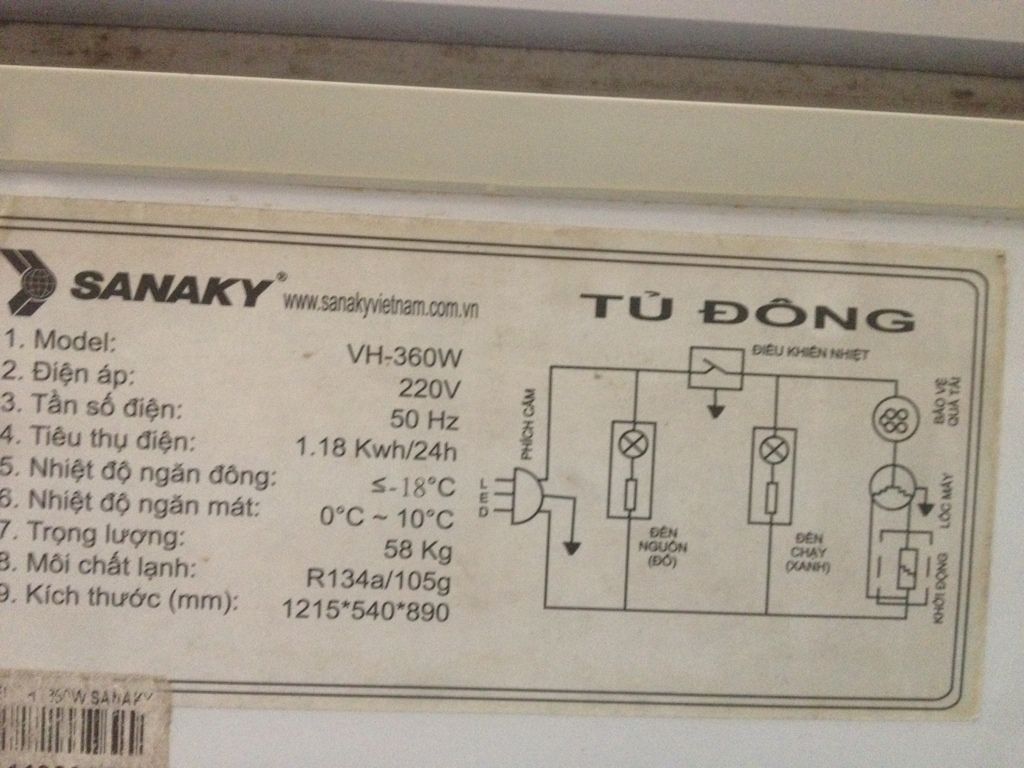 SANAKY® www.sanakyvietnam.com.vn
TỦ ĐÔNG
1. Model: VH-360W
2. Điện áp: 220V
3. Tần số điện: 50 Hz
4. Tiêu thụ điện: 1.18 Kwh/24h
5. Nhiệt độ ngăn đông: ≤-18°C
6. Nhiệt độ ngăn mát: 0°C ~ 10°C
7. Trọng lượng: 58 Kg
8. Môi chất lạnh: R134a/105g
9. Kích thước (mm): 1215*540*890
ĐIỀU KHIỂN NHIỆT
PHÍCH CẮM
L
E
D
ĐÈN
NGUỒN
(ĐỎ)
ĐÈN
CHẠY
(XANH)
BẢO VỆ
QUÁ TẢI
LỐC MÁY
KHỞI ĐỘNG
360W SANAKY